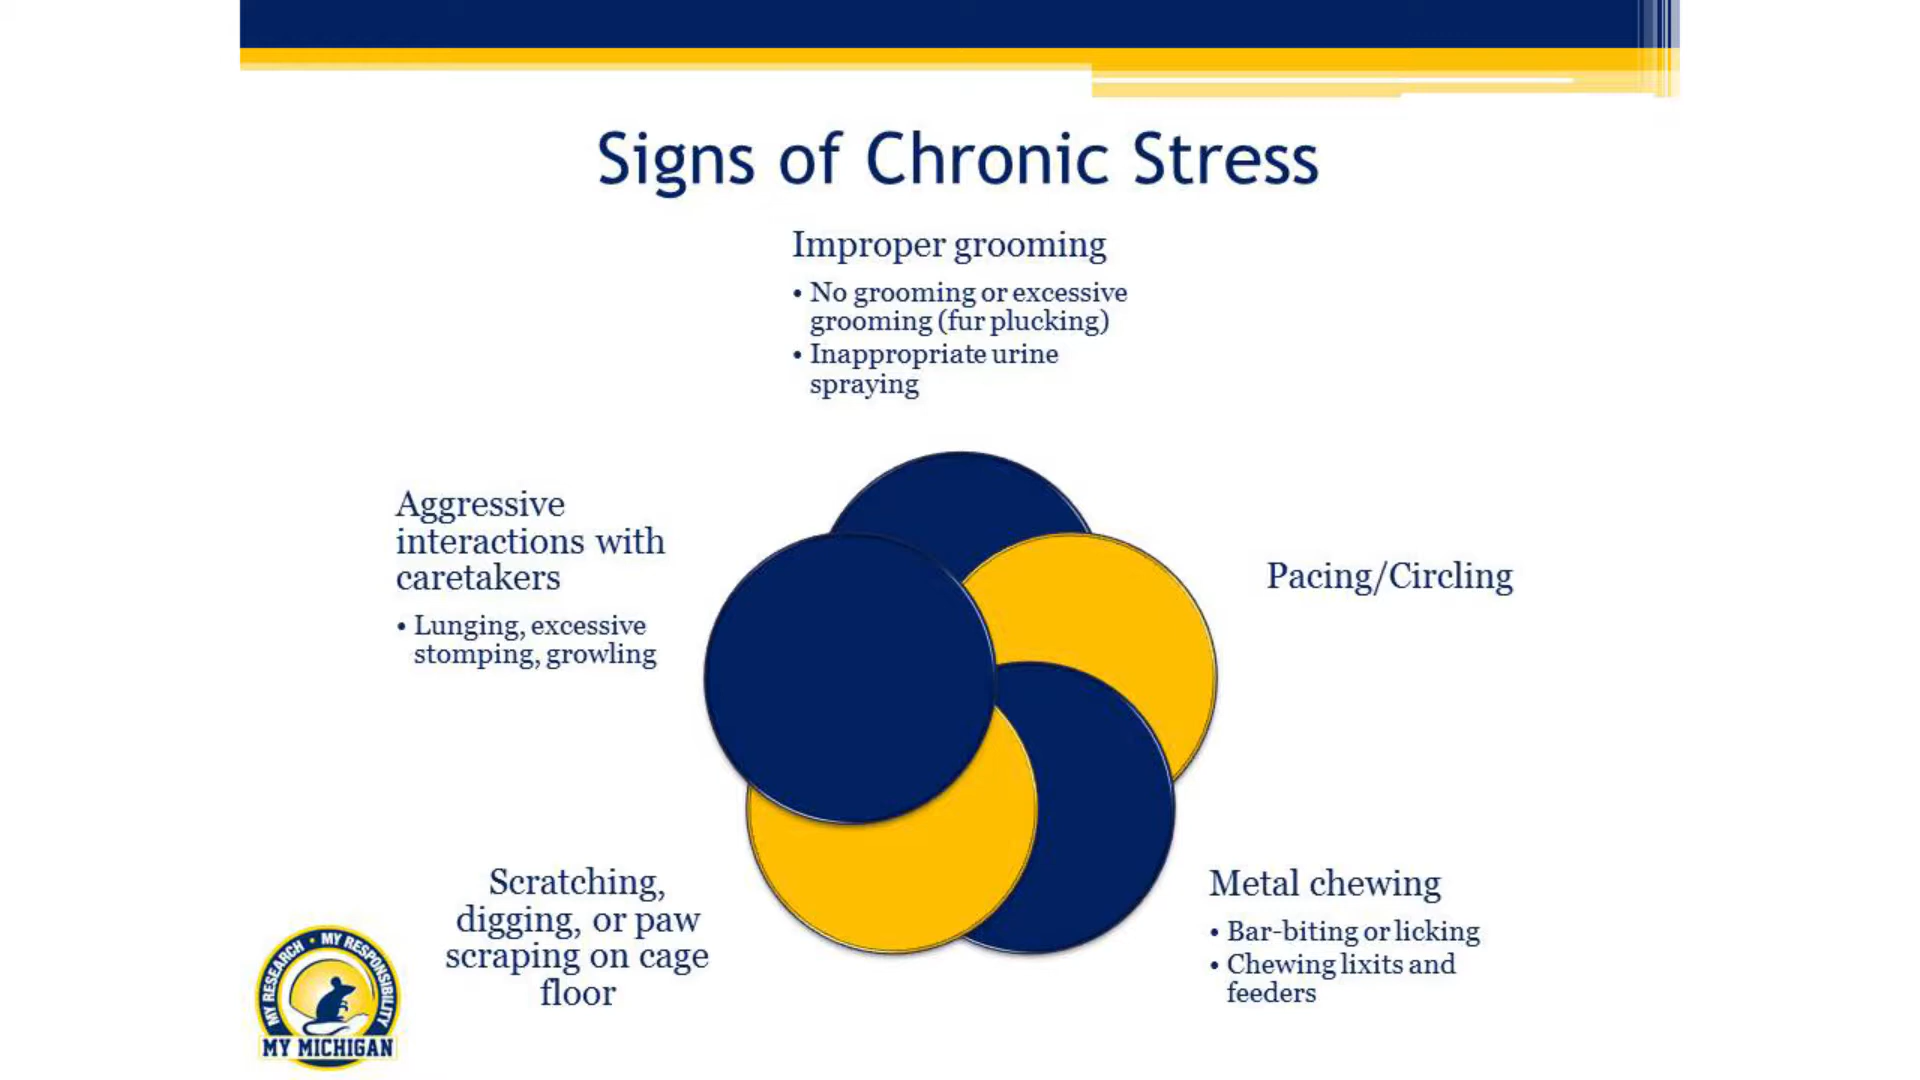 Signs of Chronic Stress
Improper grooming
• No grooming or excessive
grooming (fur plucking)
• Inappropriate urine
spraying
Aggressive
interactions with
caretakers
• Lunging, excessive
stomping, growling
Pacing/Circling
Scratching,
digging, or paw
scraping on cage
floor
Metal chewing
• Bar-biting or licking
• Chewing lixits and
feeders
MY RESEARCH • MY RESPONSIBILITY
MY MICHIGAN